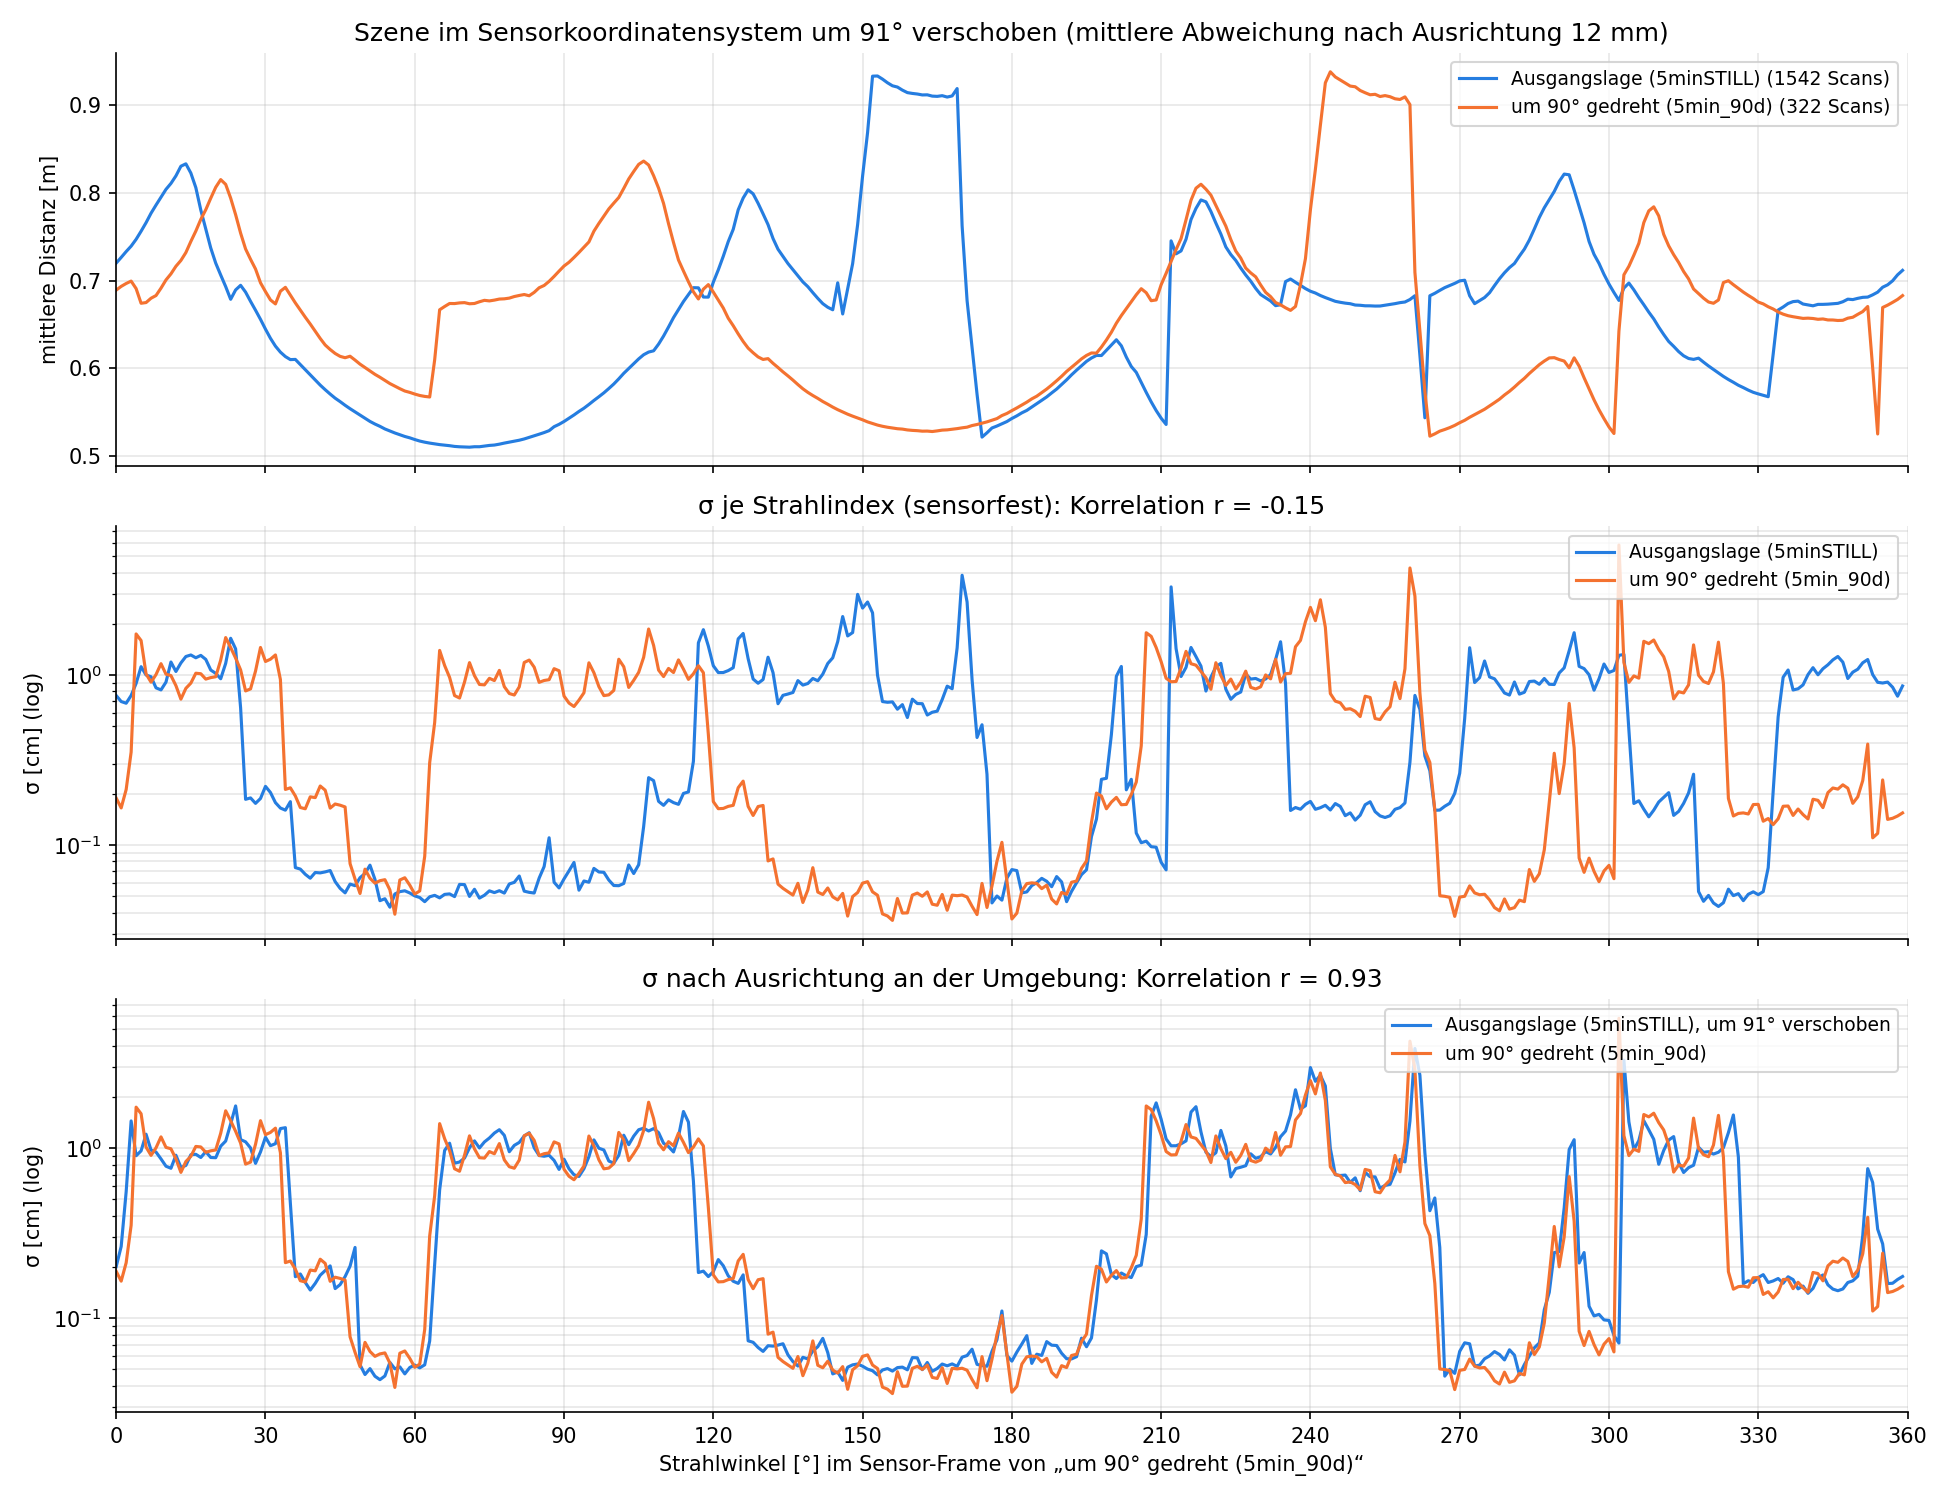 Szene im Sensorkoordinatensystem um 91° verschoben (mittlere Abweichung nach Ausrichtung 12 mm)
mittlere Distanz [m]
0.9
0.8
0.7
0.6
0.5
Ausgangslage (5minSTILL) (1542 Scans)
um 90° gedreht (5min_90d) (322 Scans)
σ je Strahlindex (sensorfest): Korrelation r = -0.15
σ [cm] (log)
10⁰
10⁻¹
Ausgangslage (5minSTILL)
um 90° gedreht (5min_90d)
σ nach Ausrichtung an der Umgebung: Korrelation r = 0.93
σ [cm] (log)
10⁰
10⁻¹
Ausgangslage (5minSTILL), um 91° verschoben
um 90° gedreht (5min_90d)
0 30 60 90 120 150 180 210 240 270 300 330 360
Strahlwinkel [°] im Sensor-Frame von „um 90° gedreht (5min_90d)“